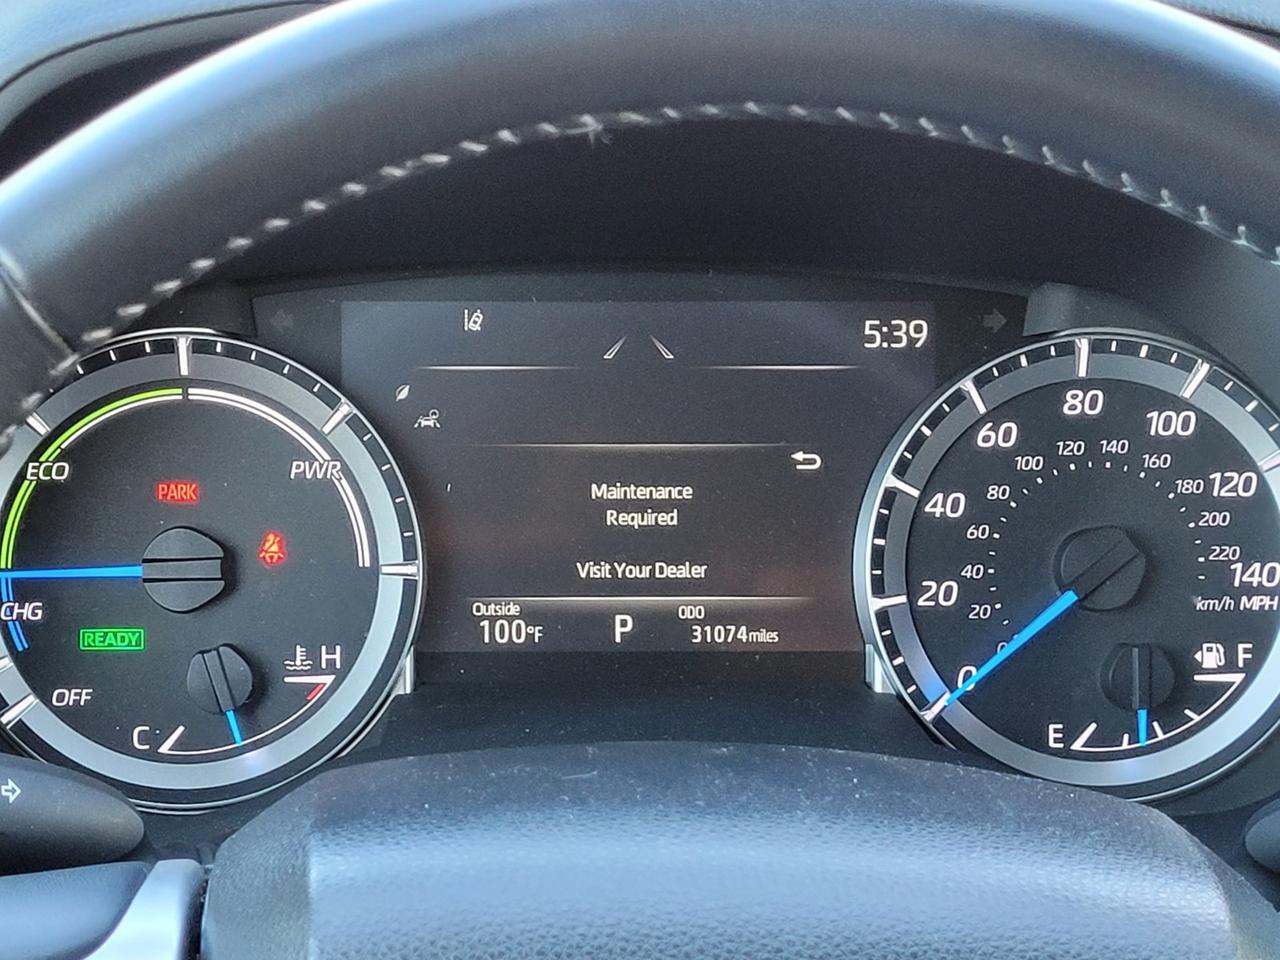 5:39
ECO
PWR
PARK
CHG
READY
OFF
C
H
Maintenance
Required
Visit Your Dealer
Outside
100°F
P
ODO
31074 miles
0
20
40
60
80
100
120
140
20
40
60
80
100
120
140
160
180
200
220
km/h MPH
E
F